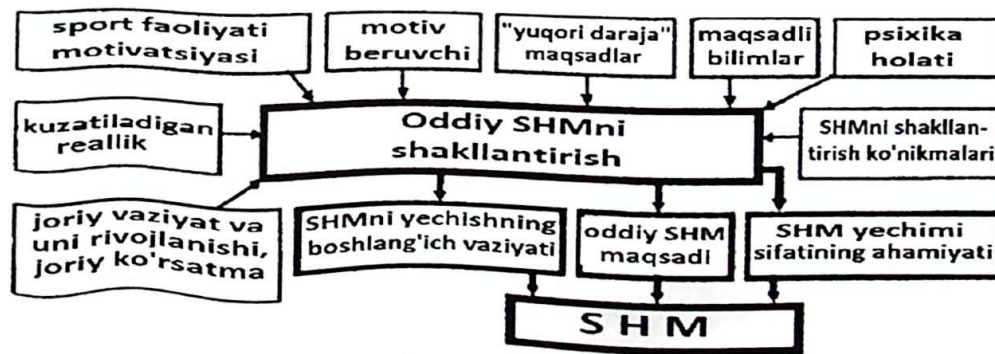 sport faoliyati
motivatsiyasi
motiv
beruvchi
"yuqori daraja"
maqsadlar
maqsadli
bilimlar
psixika
holati
kuzatiladigan
reallik
Oddiy SHMni
shakllantirish
SHMni shakllan-
tirish ko'nikmalari
joriy vaziyat va
uni rivojlanishi,
joriy ko'rsatma
SHMni yechishning
boshlang'ich vaziyati
oddiy SHM
maqsadi
SHM yechimi
sifatining ahamiyati
S H M